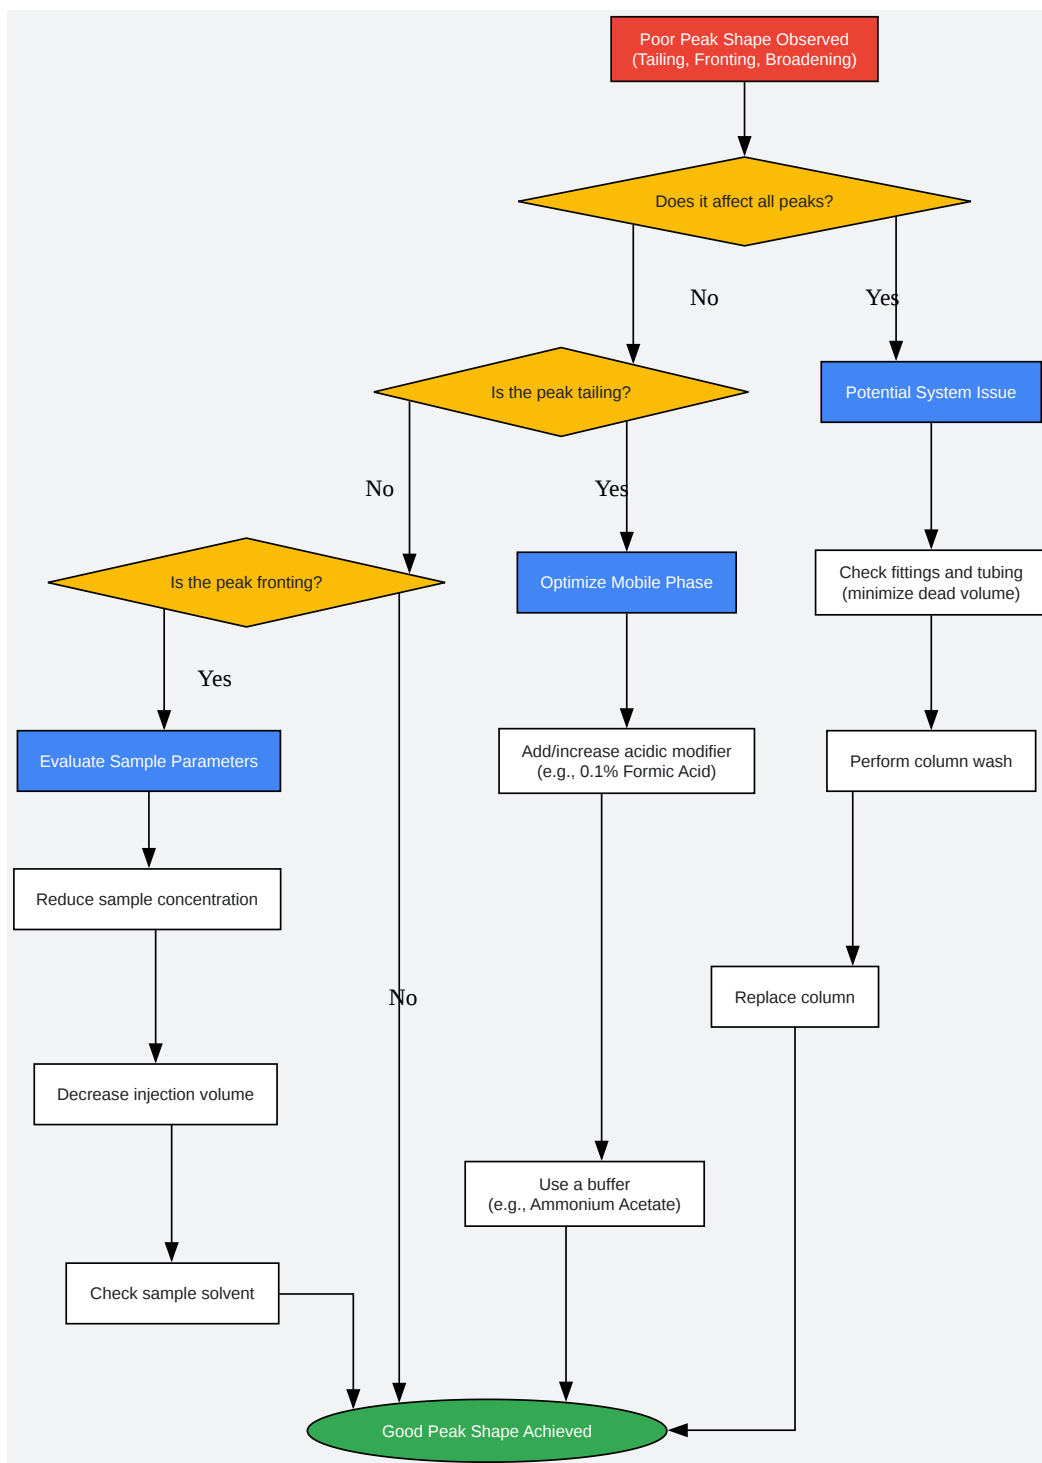 Poor Peak Shape Observed
(Tailing, Fronting, Broadening)
Does it affect all peaks?
No
Yes
Is the peak tailing?
Potential System Issue
No
Yes
Is the peak fronting?
Optimize Mobile Phase
Check fittings and tubing
(minimize dead volume)
Yes
Evaluate Sample Parameters
Add/increase acidic modifier
(e.g., 0.1% Formic Acid)
Perform column wash
Reduce sample concentration
No
Replace column
Decrease injection volume
Use a buffer
(e.g., Ammonium Acetate)
Check sample solvent
Good Peak Shape Achieved